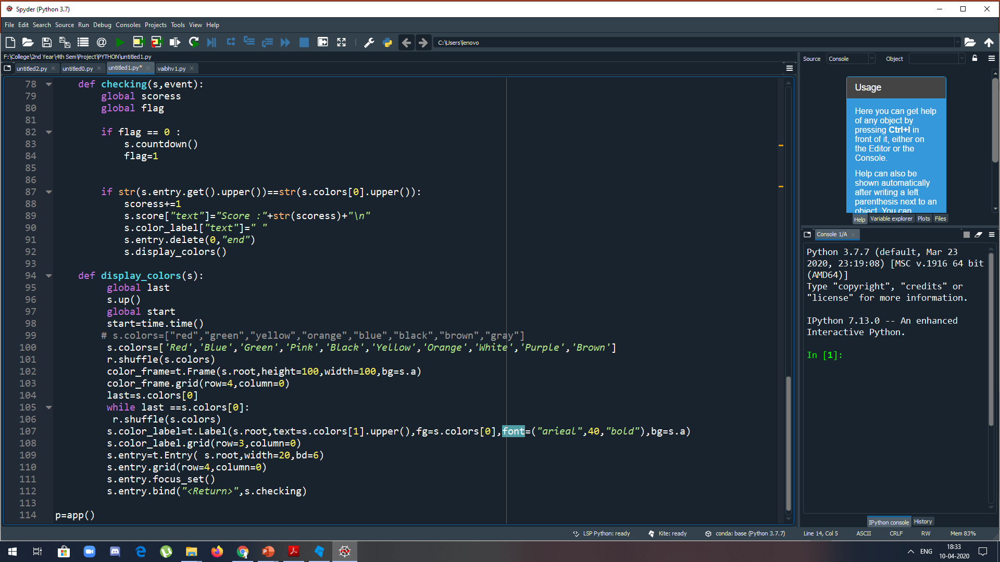 Spyder (Python 3.7)
File Edit Search Source Run Debug Consoles Projects Tools View Help
C:\Users\lenovo
F:\College\2nd Year\4th Sem\Project\PYTHON\untitled1.py
untitled2.py untitled0.py untitled1.py* vaibhv1.py
78 def checking(s,event):
79 global scoress
80 global flag
81
82 if flag == 0 :
83 s.countdown()
84 flag=1
85
86
87 if str(s.entry.get().upper())==str(s.colors[0].upper()):
88 scoress+=1
89 s.score["text"]="Score :"+str(scoress)+"\n"
90 s.color_label["text"]=" "
91 s.entry.delete(0,"end")
92 s.display_colors()
93
94 def display_colors(s):
95 global last
96 s.up()
97 global start
98 start=time.time()
99 # s.colors=["red","green","yellow","orange","blue","black","brown","gray"]
100 s.colors=['Red','Blue','Green','Pink','Black','Yellow','Orange','White','Purple','Brown']
101 r.shuffle(s.colors)
102 color_frame=t.Frame(s.root,height=100,width=100,bg=s.a)
103 color_frame.grid(row=4,column=0)
104 last=s.colors[0]
105 while last ==s.colors[0]:
106 r.shuffle(s.colors)
107 s.color_label=t.Label(s.root,text=s.colors[1].upper(),fg=s.colors[0],font=("arieal",40,"bold"),bg=s.a)
108 s.color_label.grid(row=3,column=0)
109 s.entry=t.Entry( s.root,width=20,bd=6)
110 s.entry.grid(row=4,column=0)
111 s.entry.focus_set()
112 s.entry.bind("<Return>",s.checking)
113
114 p=app()
Source Console Object
Usage
Here you can get help
of any object by
pressing Ctrl+I in
front of it, either on
the Editor or the
Console.
Help can also be
shown automatically
after writing a left
parenthesis next to an
object. You can
Help Variable explorer Plots Files
Console 1/A
Python 3.7.7 (default, Mar 23
2020, 23:19:08) [MSC v.1916 64 bit
(AMD64)]
Type "copyright", "credits" or
"license" for more information.
IPython 7.13.0 -- An enhanced
Interactive Python.
In [1]:
IPython console History
LSP Python: ready Kite: ready conda: base (Python 3.7.7) Line 14, Col 5 ASCII CRLF RW Mem 83%
ENG
18:33
10-04-2020